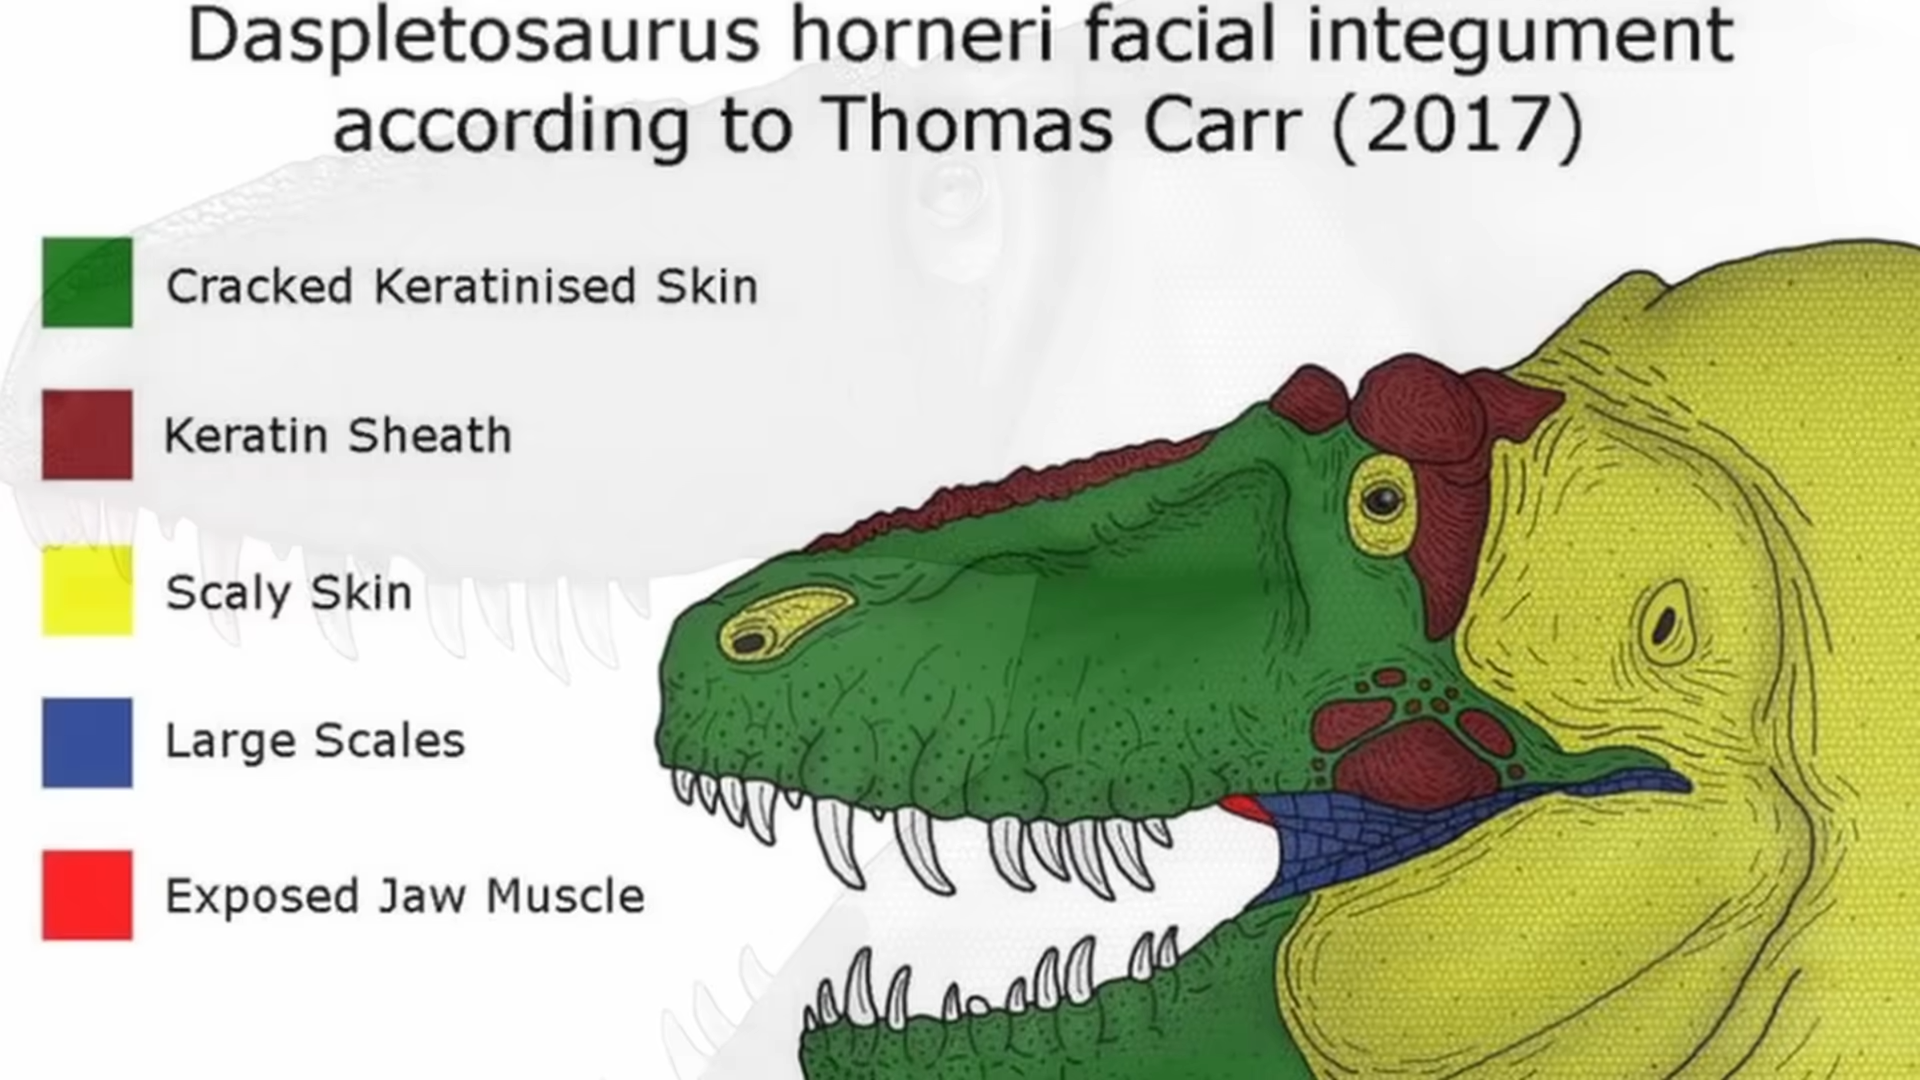 Daspletosaurus horneri facial integument
according to Thomas Carr (2017)
Cracked Keratinised Skin
Keratin Sheath
Scaly Skin
Large Scales
Exposed Jaw Muscle